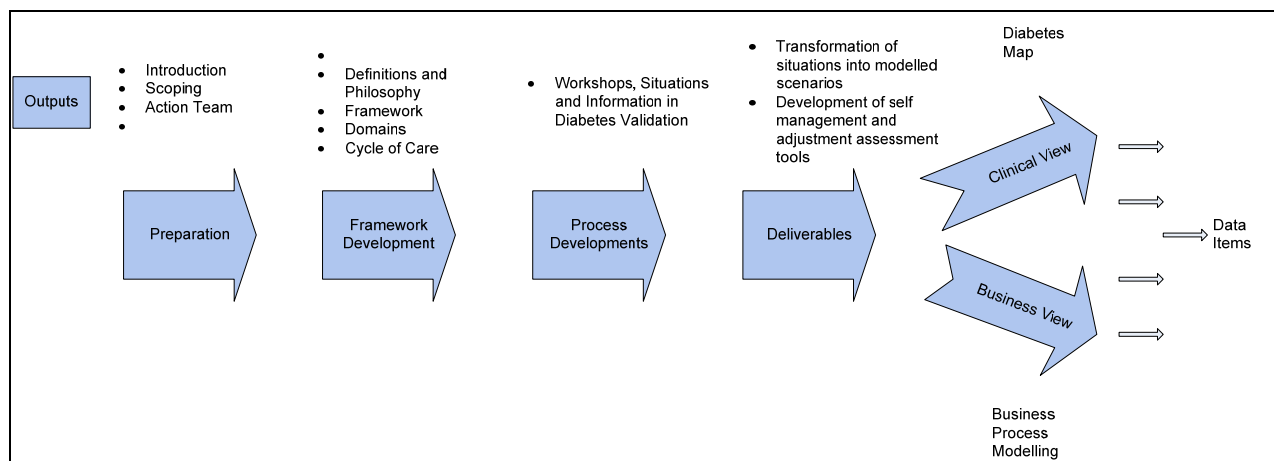 Outputs
• Introduction
• Scoping
• Action Team
•
Preparation
•
• Definitions and
Philosophy
• Framework
• Domains
• Cycle of Care
Framework
Development
• Workshops, Situations
and Information in
Diabetes Validation
Process
Developments
• Transformation of
situations into modelled
scenarios
• Development of self
management and
adjustment assessment
tools
Deliverables
Diabetes
Map
Clinical View
Business View
Business
Process
Modelling
Data
Items